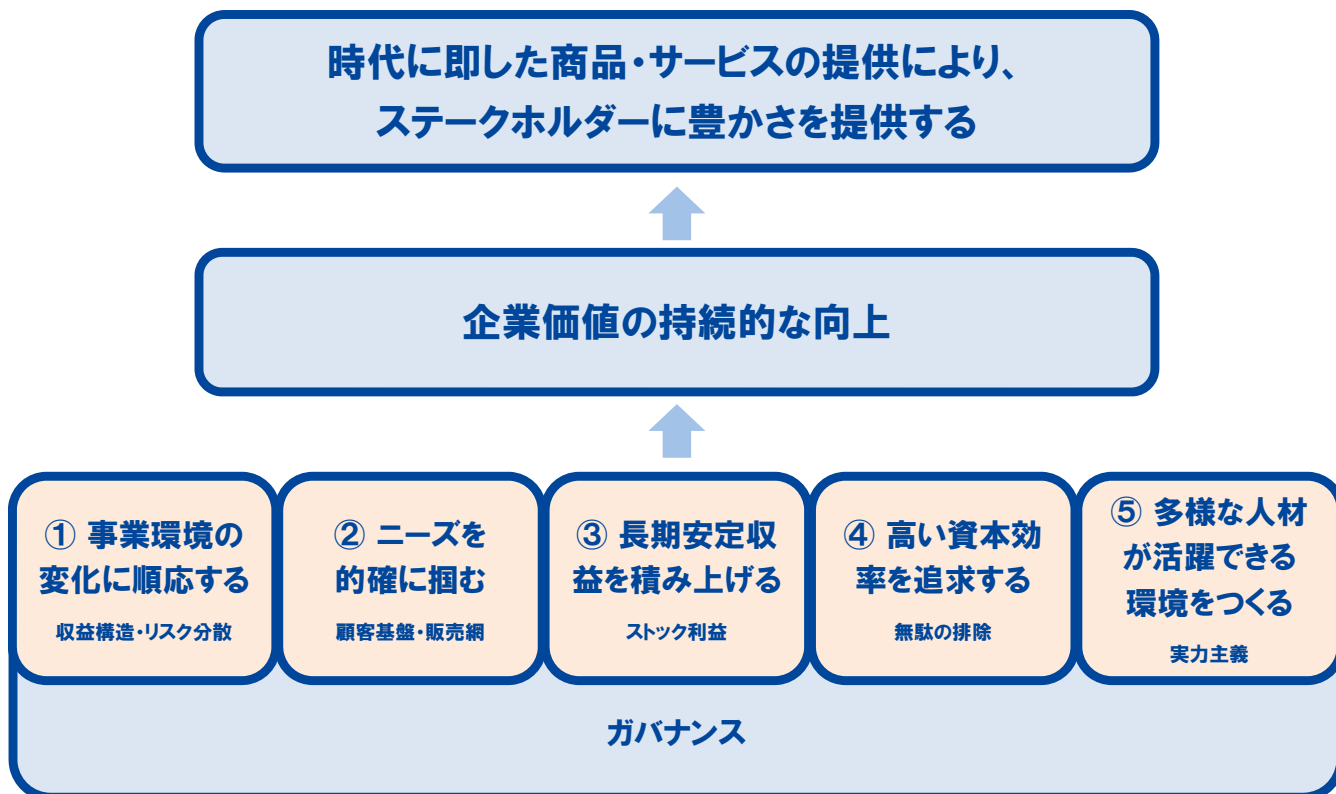 時代に即した商品・サービスの提供により、
ステークホルダーに豊かさを提供する
企業価値の持続的な向上
① 事業環境の
変化に順応する
収益構造・リスク分散
② ニーズを
的確に掴む
顧客基盤・販売網
③ 長期安定収
益を積み上げる
ストック利益
④ 高い資本効
率を追求する
無駄の排除
⑤ 多様な人材
が活躍できる
環境をつくる
実力主義
ガバナンス